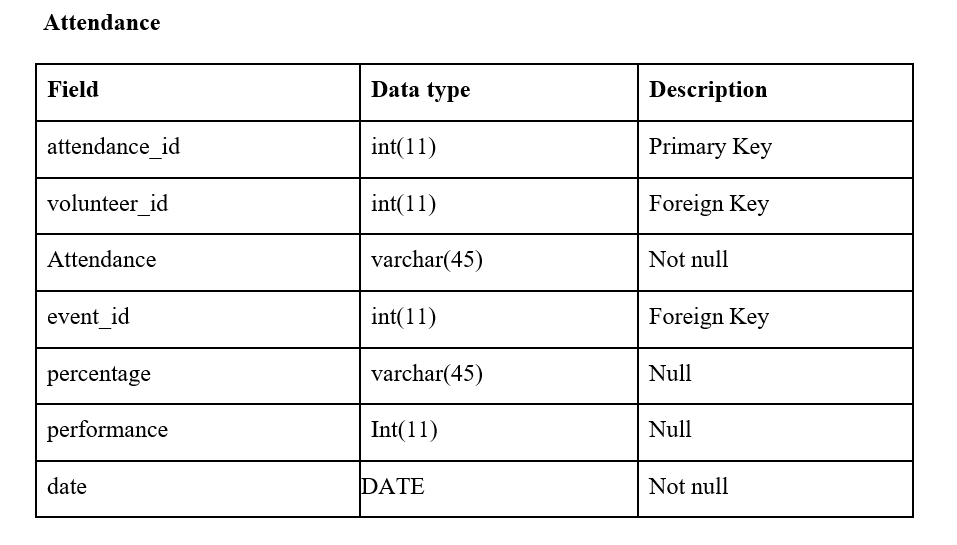 Attendance
Field Data type Description
attendance_id int(11) Primary Key
volunteer_id int(11) Foreign Key
Attendance varchar(45) Not null
event_id int(11) Foreign Key
percentage varchar(45) Null
performance Int(11) Null
date DATE Not null